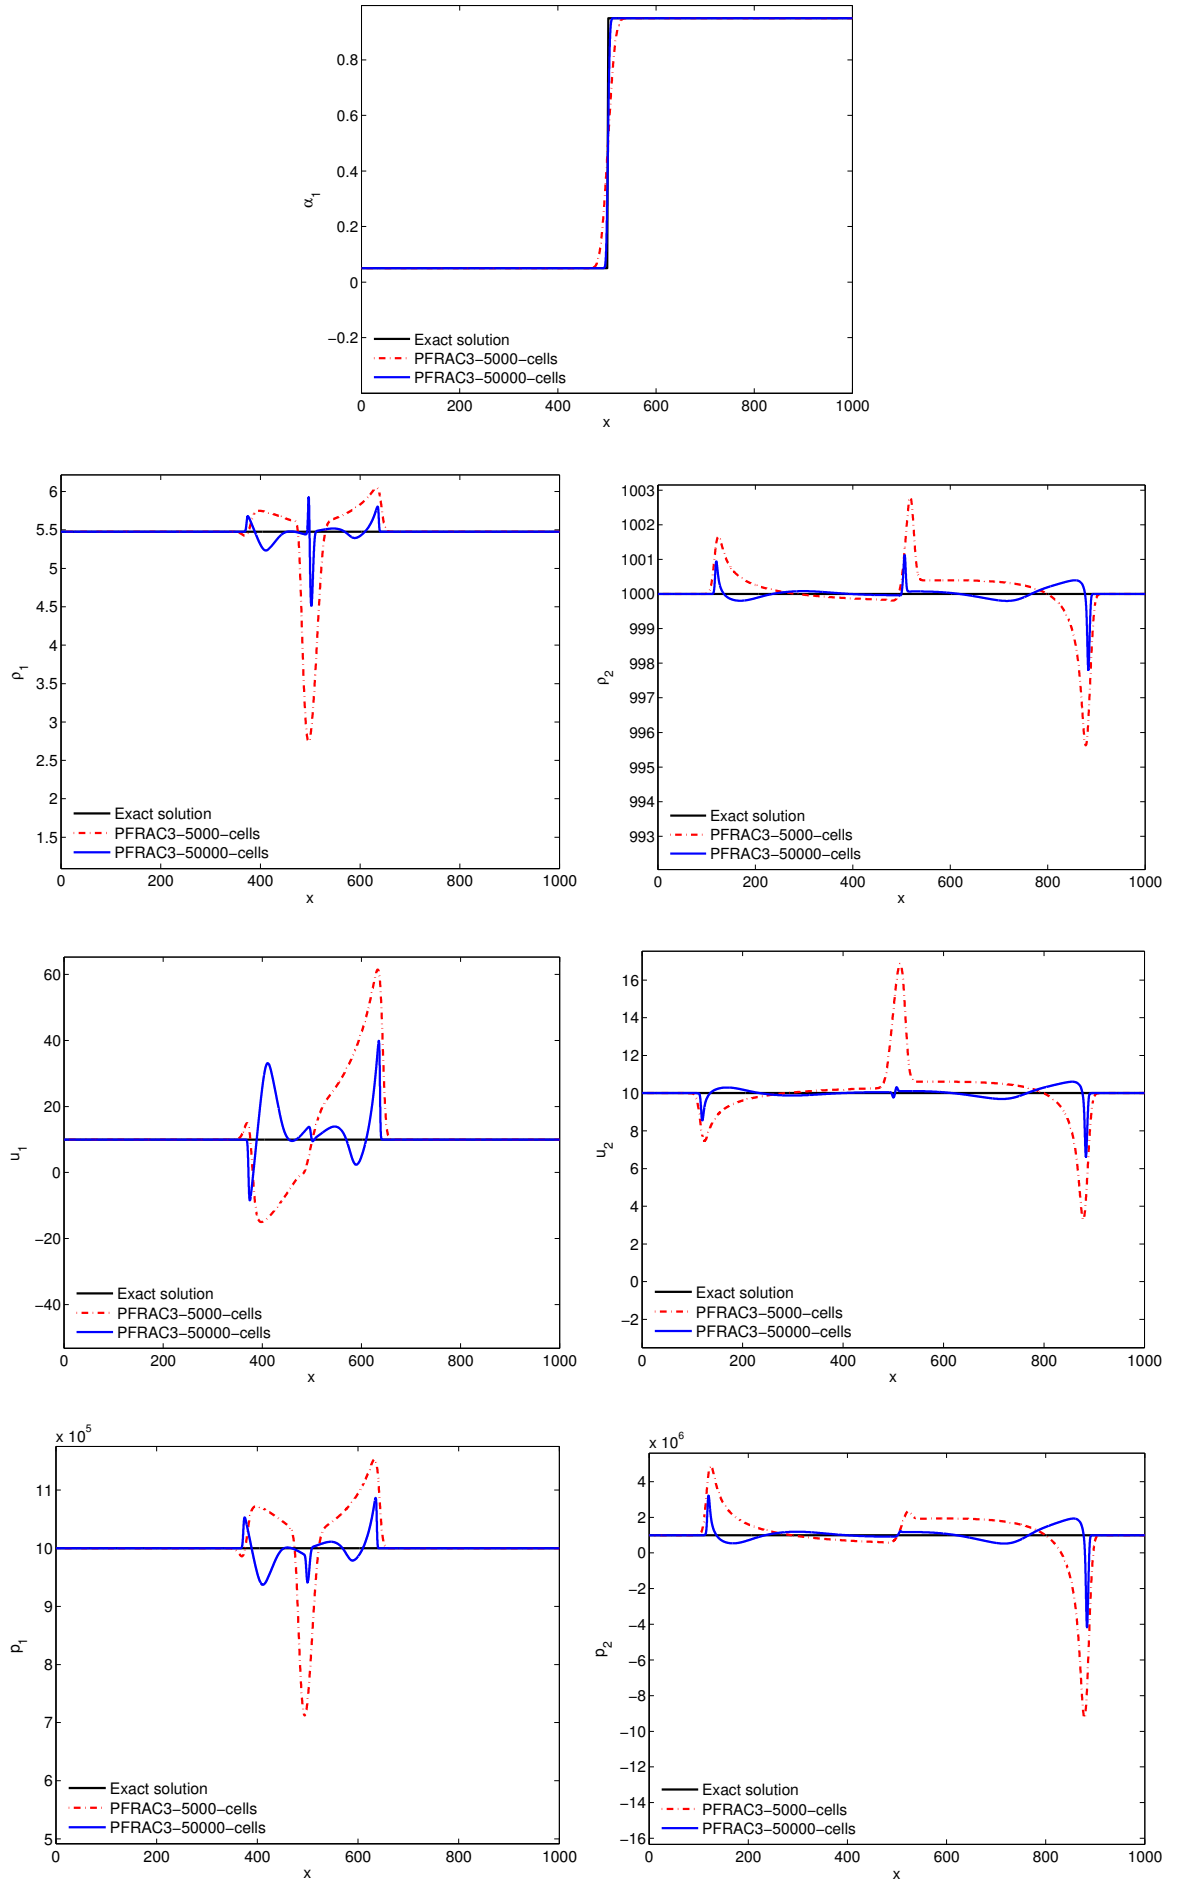 0.8
0.6
0.4
0.2
0
−0.2
α1
Exact solution
PFRAC3−5000−cells
PFRAC3−50000−cells
0 200 400 600 800 1000
x
6
5.5
5
4.5
4
3.5
3
2.5
2
1.5
ρ1
Exact solution
PFRAC3−5000−cells
PFRAC3−50000−cells
0 200 400 600 800 1000
x
1003
1002
1001
1000
999
998
997
996
995
994
993
ρ2
Exact solution
PFRAC3−5000−cells
PFRAC3−50000−cells
0 200 400 600 800 1000
x
60
40
20
0
−20
−40
u1
Exact solution
PFRAC3−5000−cells
PFRAC3−50000−cells
0 200 400 600 800 1000
x
16
14
12
10
8
6
4
2
0
−2
u2
Exact solution
PFRAC3−5000−cells
PFRAC3−50000−cells
0 200 400 600 800 1000
x
x 10^5
11
10
9
8
7
6
5
p1
Exact solution
PFRAC3−5000−cells
PFRAC3−50000−cells
0 200 400 600 800 1000
x
x 10^6
4
2
0
−2
−4
−6
−8
−10
−12
−14
−16
p2
Exact solution
PFRAC3−5000−cells
PFRAC3−50000−cells
0 200 400 600 800 1000
x